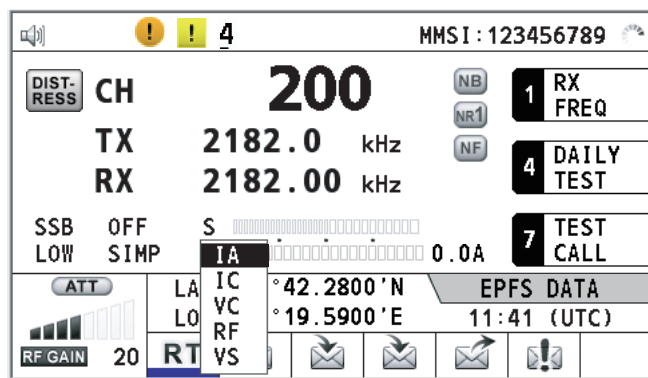 ! ! 4 MMSI:123456789
DIST-RESS CH 200 NB
NR1
NF
1 RX FREQ
TX 2182.0 kHz
RX 2182.00 kHz
4 DAILY TEST
SSB OFF S
LOW SIMP 0.0A
7 TEST CALL
IA
IC
VC
RF
VS
ATT LA °42.2800'N EPFS DATA
LO °19.5900'E 11:41 (UTC)
RF GAIN 20 RT